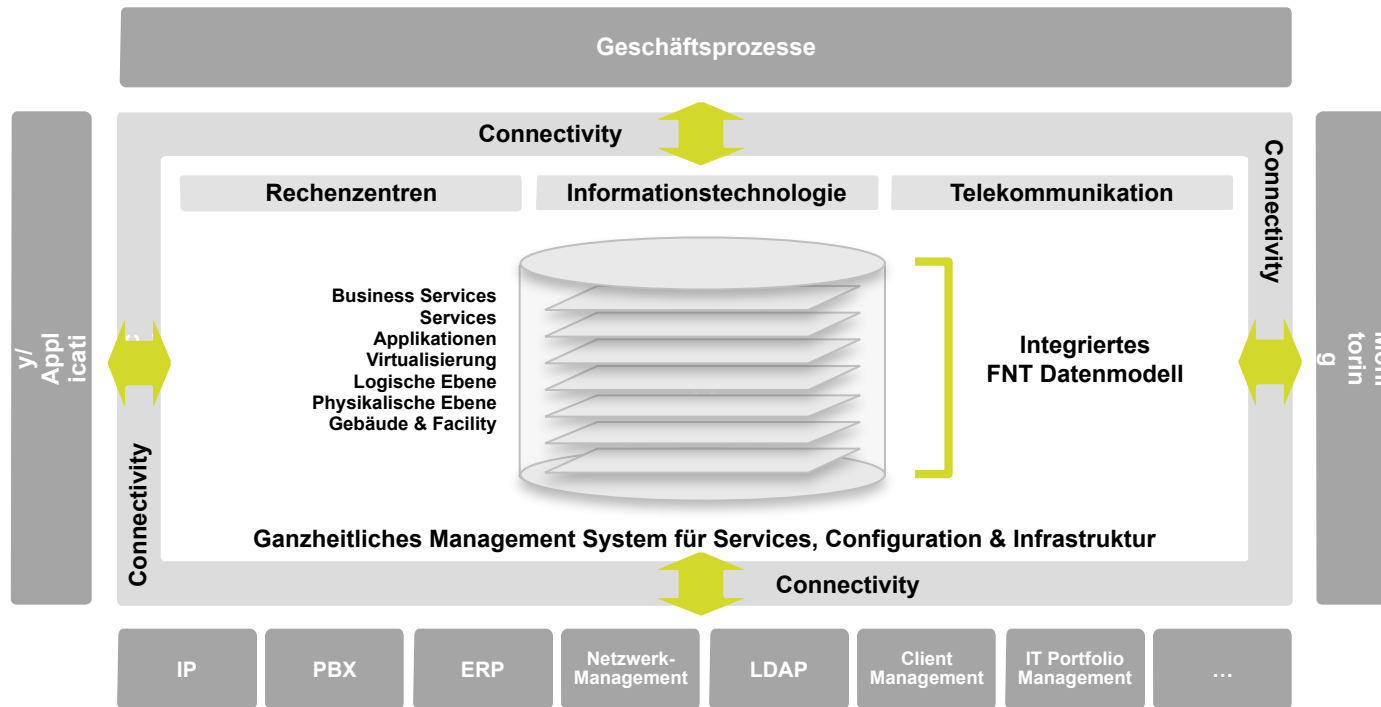 Geschäftsprozesse
Connectivity
Connectivity
Rechenzentren
Informationstechnologie
Telekommunikation
Business Services
Services
Applikationen
Virtualisierung
Logische Ebene
Physikalische Ebene
Gebäude & Facility
Integriertes
FNT Datenmodell
y/
Appl
icati
torin
g
Connectivity
Ganzheitliches Management System für Services, Configuration & Infrastruktur
Connectivity
IP
PBX
ERP
Netzwerk-
Management
LDAP
Client
Management
IT Portfolio
Management
...